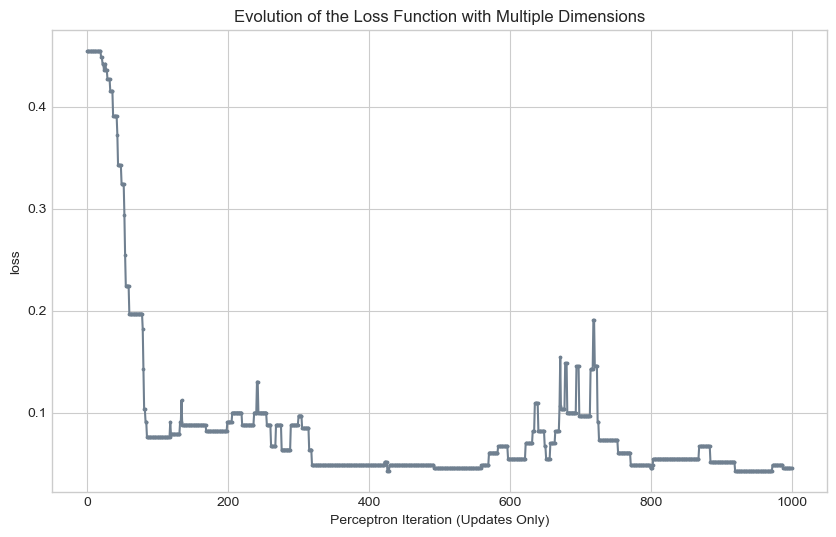 Evolution of the Loss Function with Multiple Dimensions
0.4
0.3
0.2
0.1
loss
0 200 400 600 800 1000
Perceptron Iteration (Updates Only)